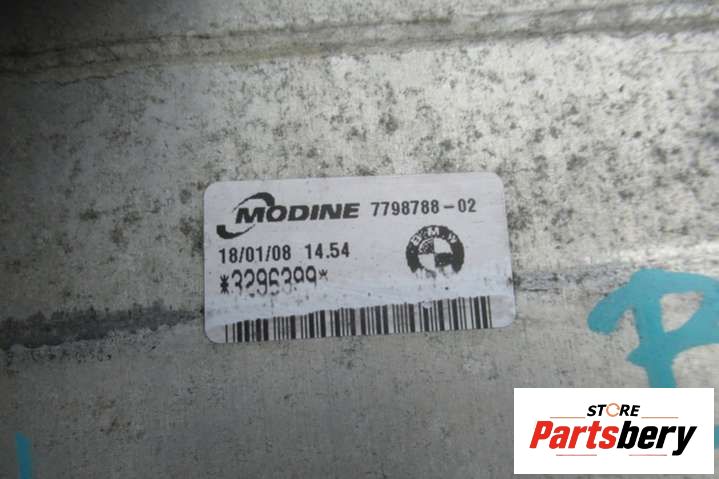 MODINE 7798788-02
18/01/08 14.54
BMW
*3296399*
STORE
Partsbery